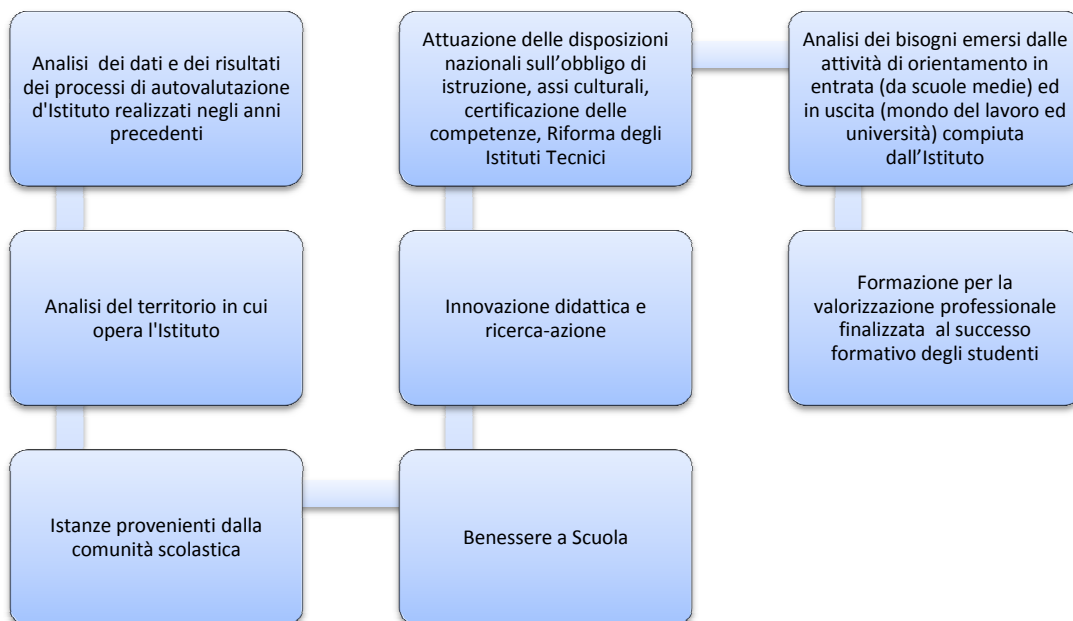 Analisi dei dati e dei risultati
dei processi di autovalutazione
d'Istituto realizzati negli anni
precedenti
Analisi del territorio in cui
opera l'Istituto
Istanze provenienti dalla
comunità scolastica
Benessere a Scuola
Innovazione didattica e
ricerca-azione
Attuazione delle disposizioni
nazionali sull’obbligo di
istruzione, assi culturali,
certificazione delle
competenze, Riforma degli
Istituti Tecnici
Analisi dei bisogni emersi dalle
attività di orientamento in
entrata (da scuole medie) ed
in uscita (mondo del lavoro ed
università) compiuta
dall’Istituto
Formazione per la
valorizzazione professionale
finalizzata al successo
formativo degli studenti